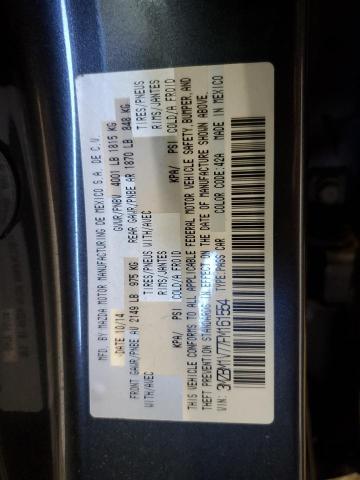 MFD. BY MAZDA MOTOR MANUFACTURING DE MEXICO S.A. DE C.V.
DATE 10/14 GVWR/PNBV 4001 LB 1815 KG
FRONT GAWR/PNBE AV 2149 LB 975 KG REAR GAWR/PNBE AR 1870 LB 848 KG
WITH/AVEC TIRES/PNEUS WITH/AVEC TIRES/PNEUS
RIMS/JANTES RIMS/JANTES
KPA/ PSI COLD/A FROID KPA/ PSI COLD/A FROID
THIS VEHICLE CONFORMS TO ALL APPLICABLE FEDERAL MOTOR VEHICLE SAFETY, BUMPER, AND
THEFT PREVENTION STANDARDS IN EFFECT ON THE DATE OF MANUFACTURE SHOWN ABOVE.
VIN: 3MZBM1V77FM161564 TYPE: PASS CAR COLOR CODE: 42A MADE IN MEXICO